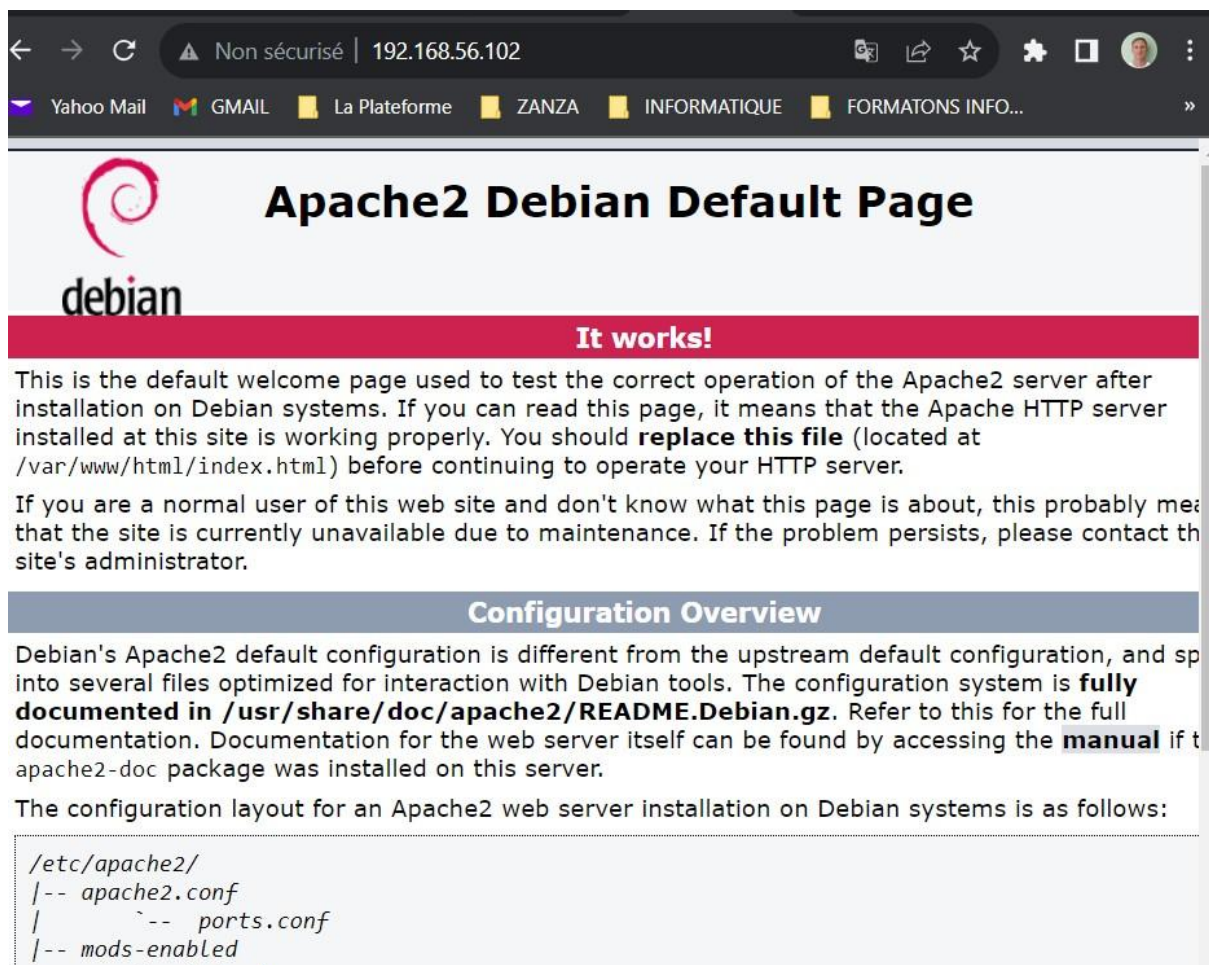 Non sécurisé | 192.168.56.102
Yahoo Mail GMAIL La Plateforme ZANZA INFORMATIQUE FORMATONS INFO... »
debian
Apache2 Debian Default Page
It works!
This is the default welcome page used to test the correct operation of the Apache2 server after
installation on Debian systems. If you can read this page, it means that the Apache HTTP server
installed at this site is working properly. You should replace this file (located at
/var/www/html/index.html) before continuing to operate your HTTP server.
If you are a normal user of this web site and don't know what this page is about, this probably mea
that the site is currently unavailable due to maintenance. If the problem persists, please contact th
site's administrator.
Configuration Overview
Debian's Apache2 default configuration is different from the upstream default configuration, and sp
into several files optimized for interaction with Debian tools. The configuration system is fully
documented in /usr/share/doc/apache2/README.Debian.gz. Refer to this for the full
documentation. Documentation for the web server itself can be found by accessing the manual if t
apache2-doc package was installed on this server.
The configuration layout for an Apache2 web server installation on Debian systems is as follows:
/etc/apache2/
|-- apache2.conf
|       `--  ports.conf
|-- mods-enabled